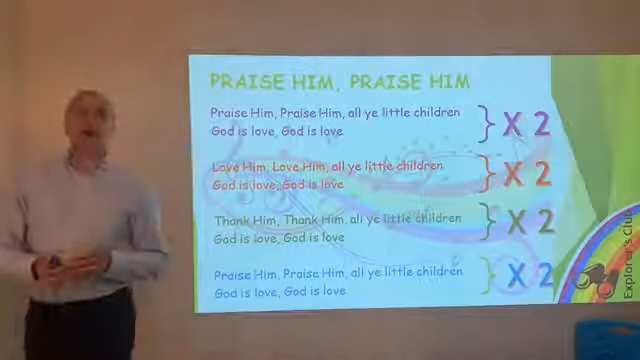 PRAISE HIM, PRAISE HIM
Praise Him, Praise Him, all ye little children
God is love, God is love
} X 2
Love Him, Love Him, all ye little children
God is love, God is love
} X 2
Thank Him, Thank Him, all ye little children
God is love, God is love
} X 2
Praise Him, Praise Him, all ye little children
God is love, God is love
} X 2
Explorer's Club